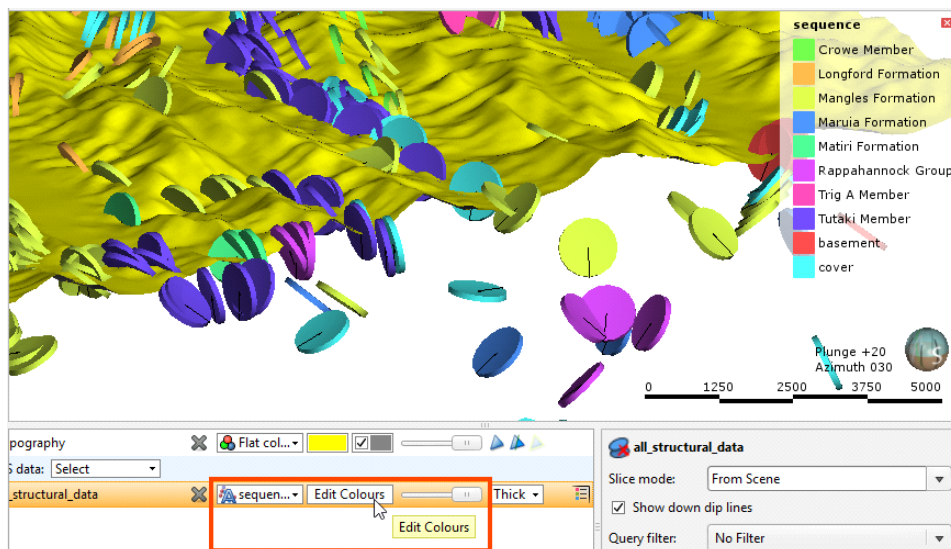 sequence
Crowe Member
Longford Formation
Mangles Formation
Maruia Formation
Matiri Formation
Rappahannock Group
Trig A Member
Tutaki Member
basement
cover
Plunge +20
Azimuth 030
0 1250 2500 3750 5000
pography
Flat col...
S data: Select
_structural_data
sequen...
Edit Colours
Thick
Edit Colours
all_structural_data
Slice mode: From Scene
Show down dip lines
Query filter: No Filter